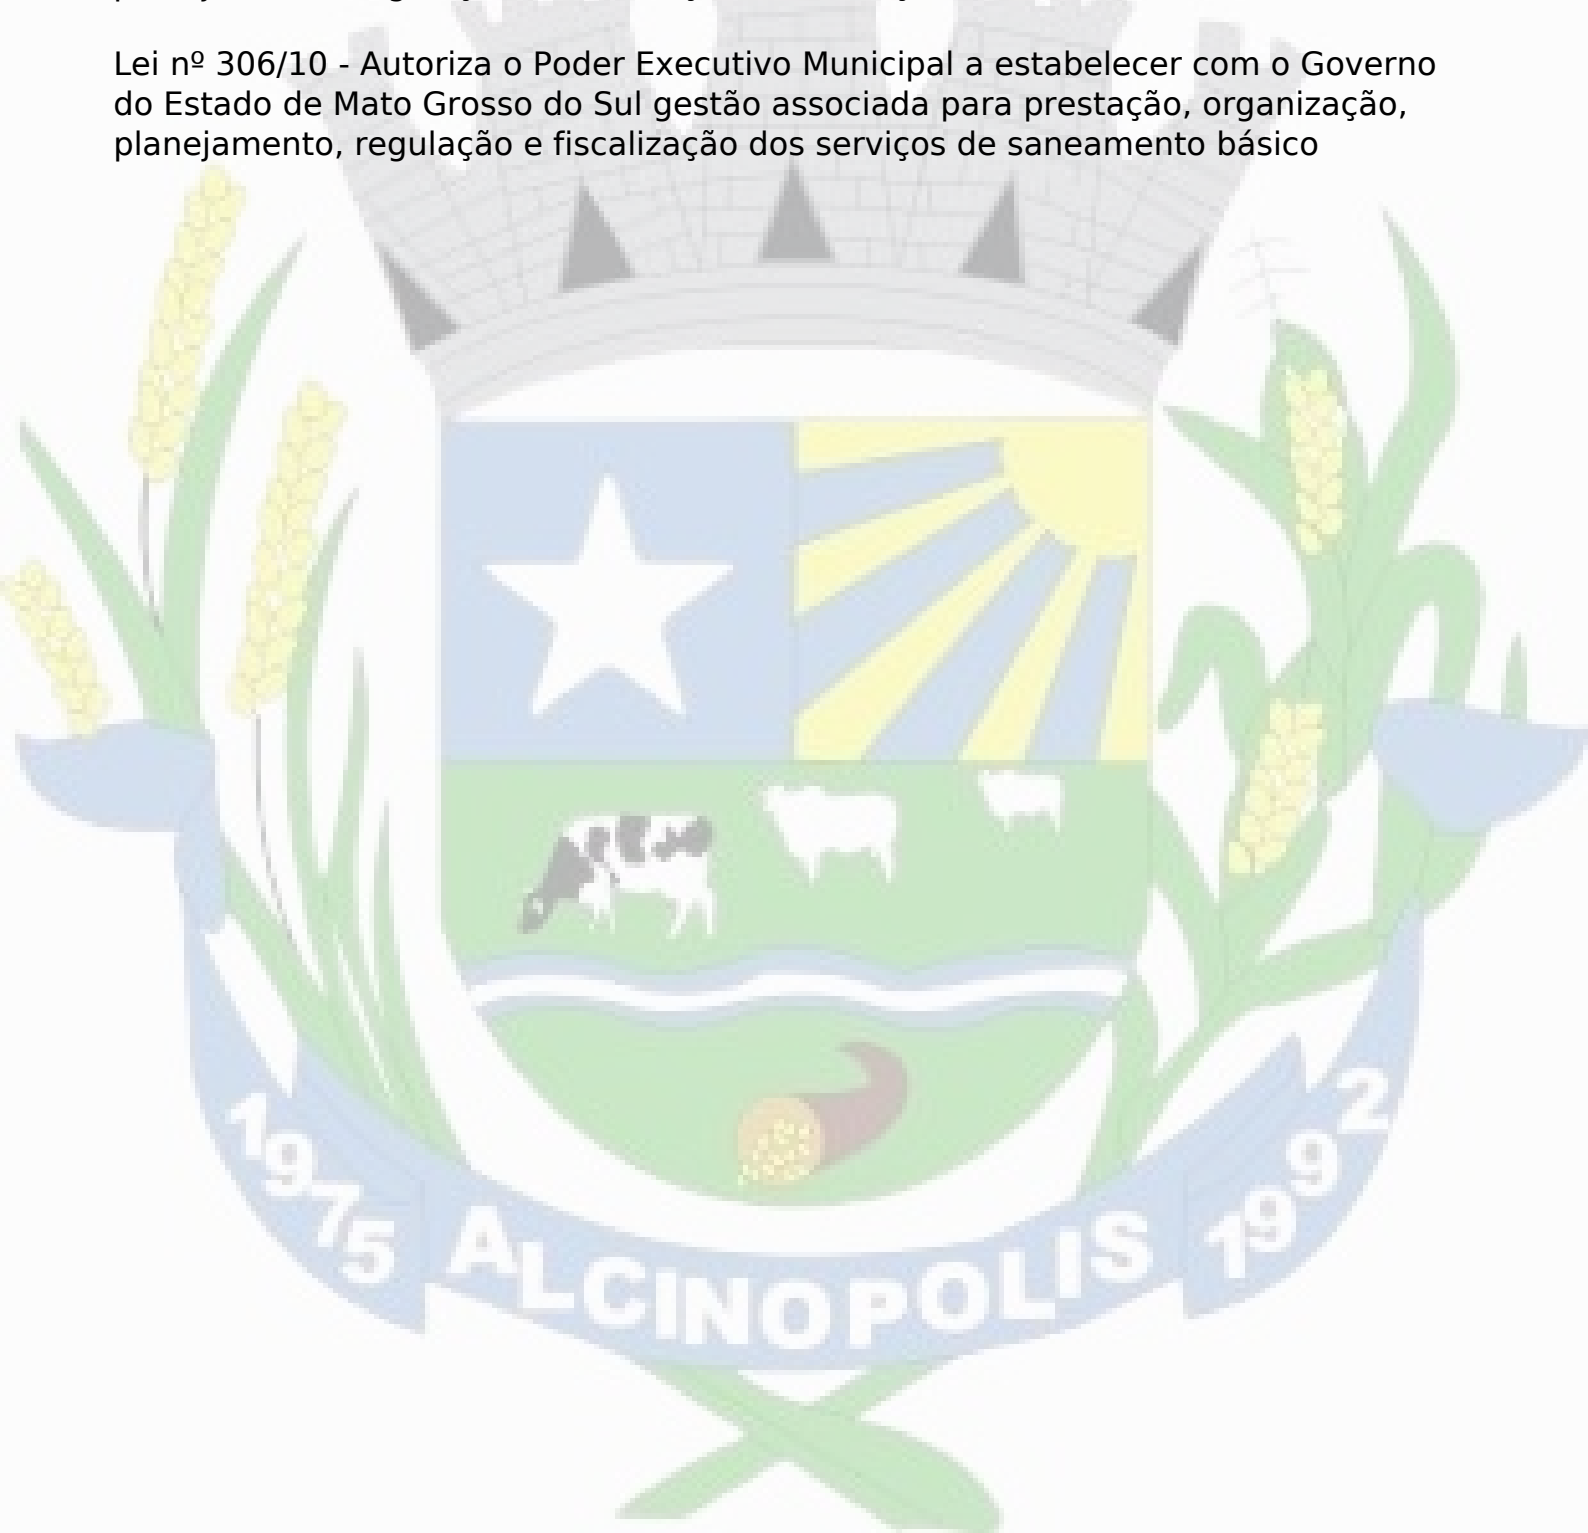 Lei nº 306/10 - Autoriza o Poder Executivo Municipal a estabelecer com o Governo
do Estado de Mato Grosso do Sul gestão associada para prestação, organização,
planejamento, regulação e fiscalização dos serviços de saneamento básico
1975 ALCINOPOLIS 1992